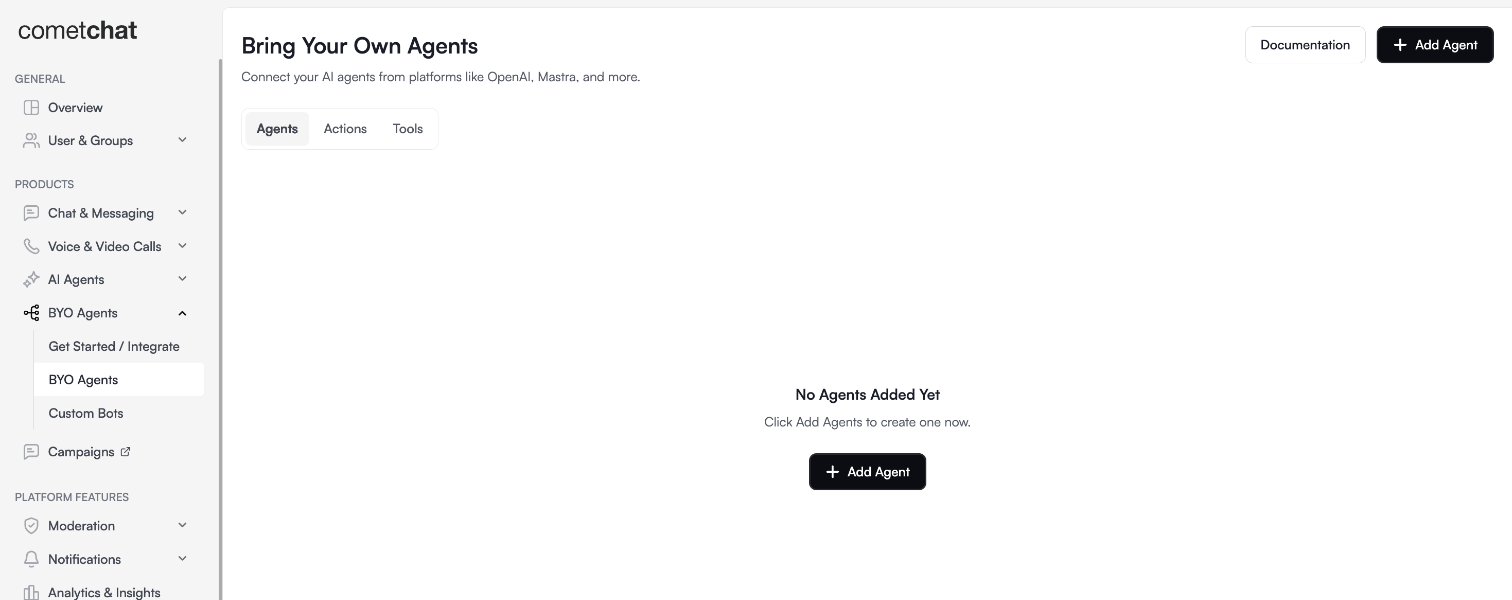 cometchat
GENERAL
Overview
User & Groups
PRODUCTS
Chat & Messaging
Voice & Video Calls
AI Agents
BYO Agents
Get Started / Integrate
BYO Agents
Custom Bots
Campaigns
PLATFORM FEATURES
Moderation
Notifications
Analytics & Insights
Bring Your Own Agents
Connect your AI agents from platforms like OpenAI, Mastra, and more.
Documentation
Add Agent
Agents
Actions
Tools
No Agents Added Yet
Click Add Agents to create one now.
Add Agent